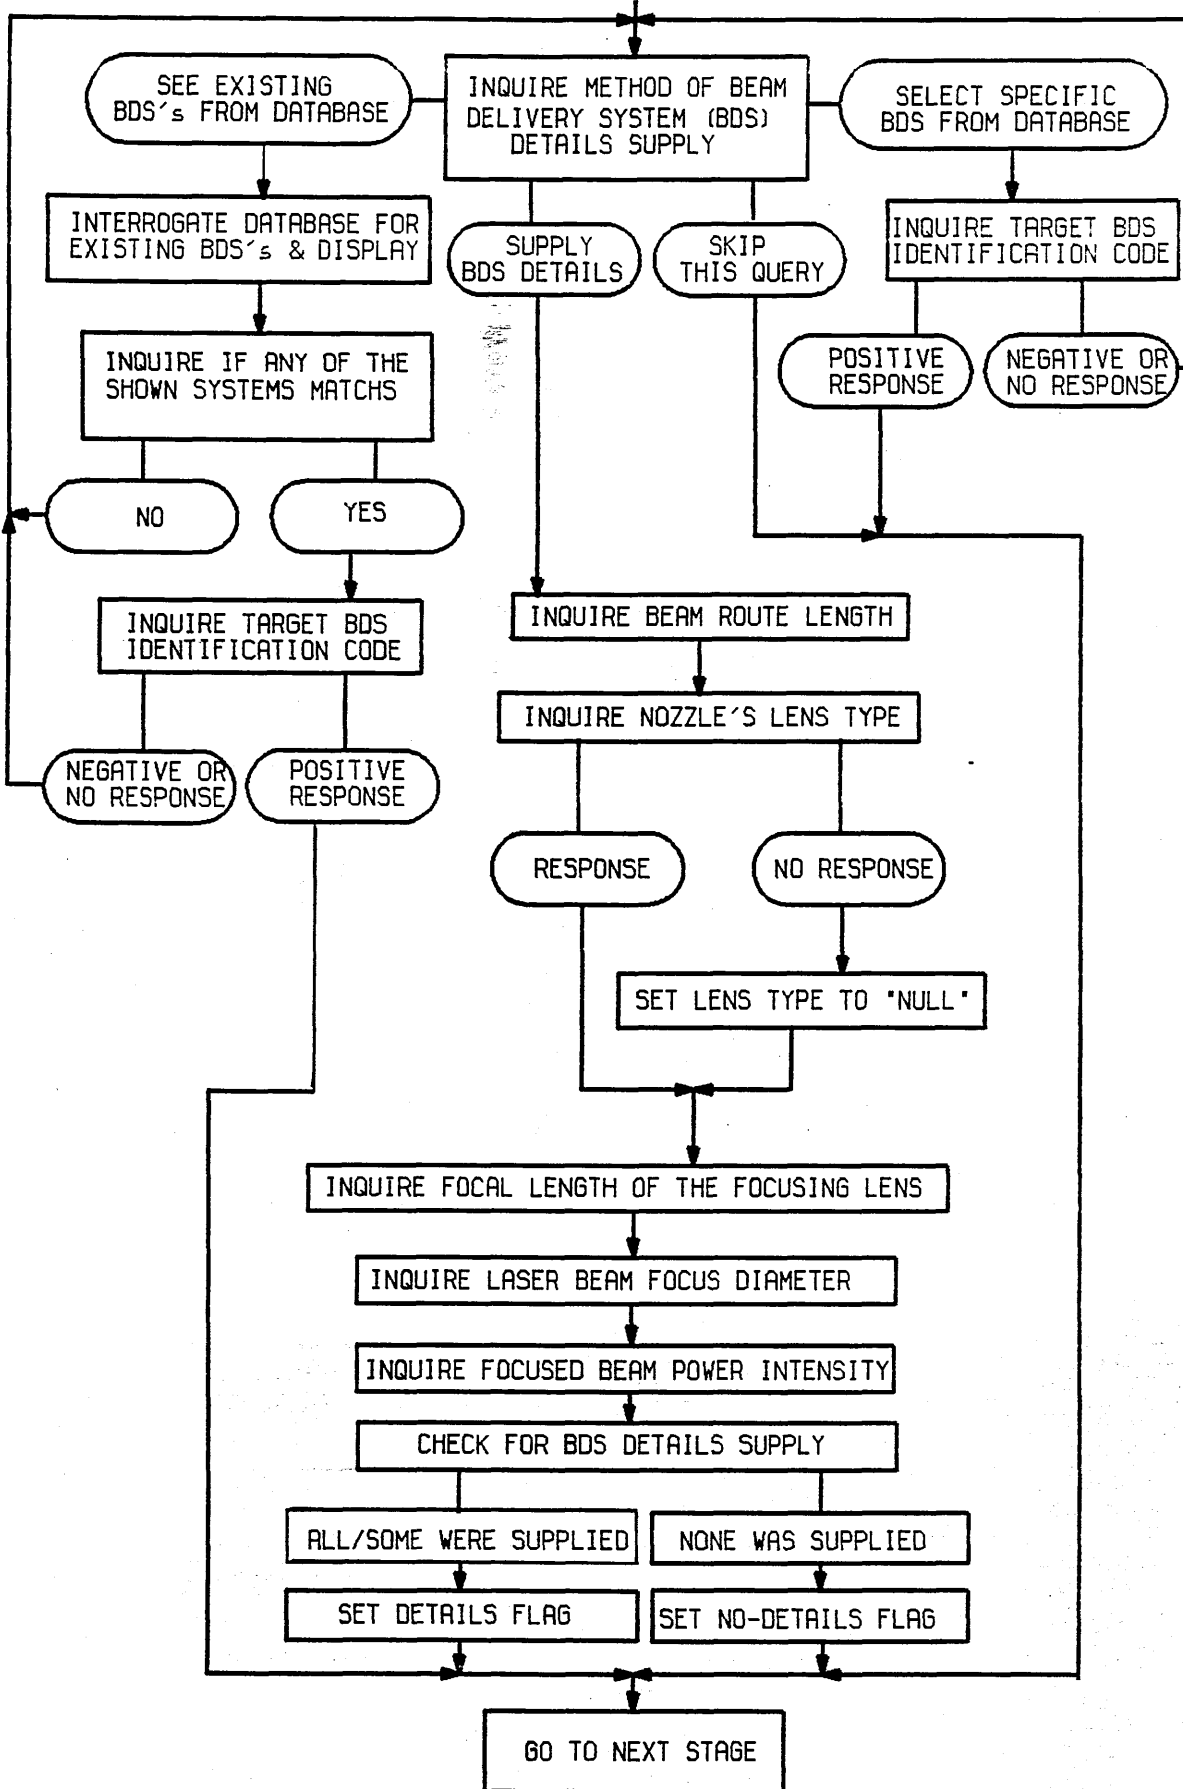 SEE EXISTING
BDS's FROM DATABASE
INQUIRE METHOD OF BEAM
DELIVERY SYSTEM (BDS)
DETAILS SUPPLY
SELECT SPECIFIC
BDS FROM DATABASE
INTERROGATE DATABASE FOR
EXISTING BDS's & DISPLAY
SUPPLY
BDS DETAILS
SKIP
THIS QUERY
INQUIRE TARGET BDS
IDENTIFICATION CODE
INQUIRE IF ANY OF THE
SHOWN SYSTEMS MATCHS
POSITIVE
RESPONSE
NEGATIVE OR
NO RESPONSE
NO
YES
INQUIRE TARGET BDS
IDENTIFICATION CODE
INQUIRE BEAM ROUTE LENGTH
INQUIRE NOZZLE'S LENS TYPE
NEGATIVE OR
NO RESPONSE
POSITIVE
RESPONSE
RESPONSE
NO RESPONSE
SET LENS TYPE TO "NULL"
INQUIRE FOCAL LENGTH OF THE FOCUSING LENS
INQUIRE LASER BEAM FOCUS DIAMETER
INQUIRE FOCUSED BEAM POWER INTENSITY
CHECK FOR BDS DETAILS SUPPLY
ALL/SOME WERE SUPPLIED
NONE WAS SUPPLIED
SET DETAILS FLAG
SET NO-DETAILS FLAG
GO TO NEXT STAGE